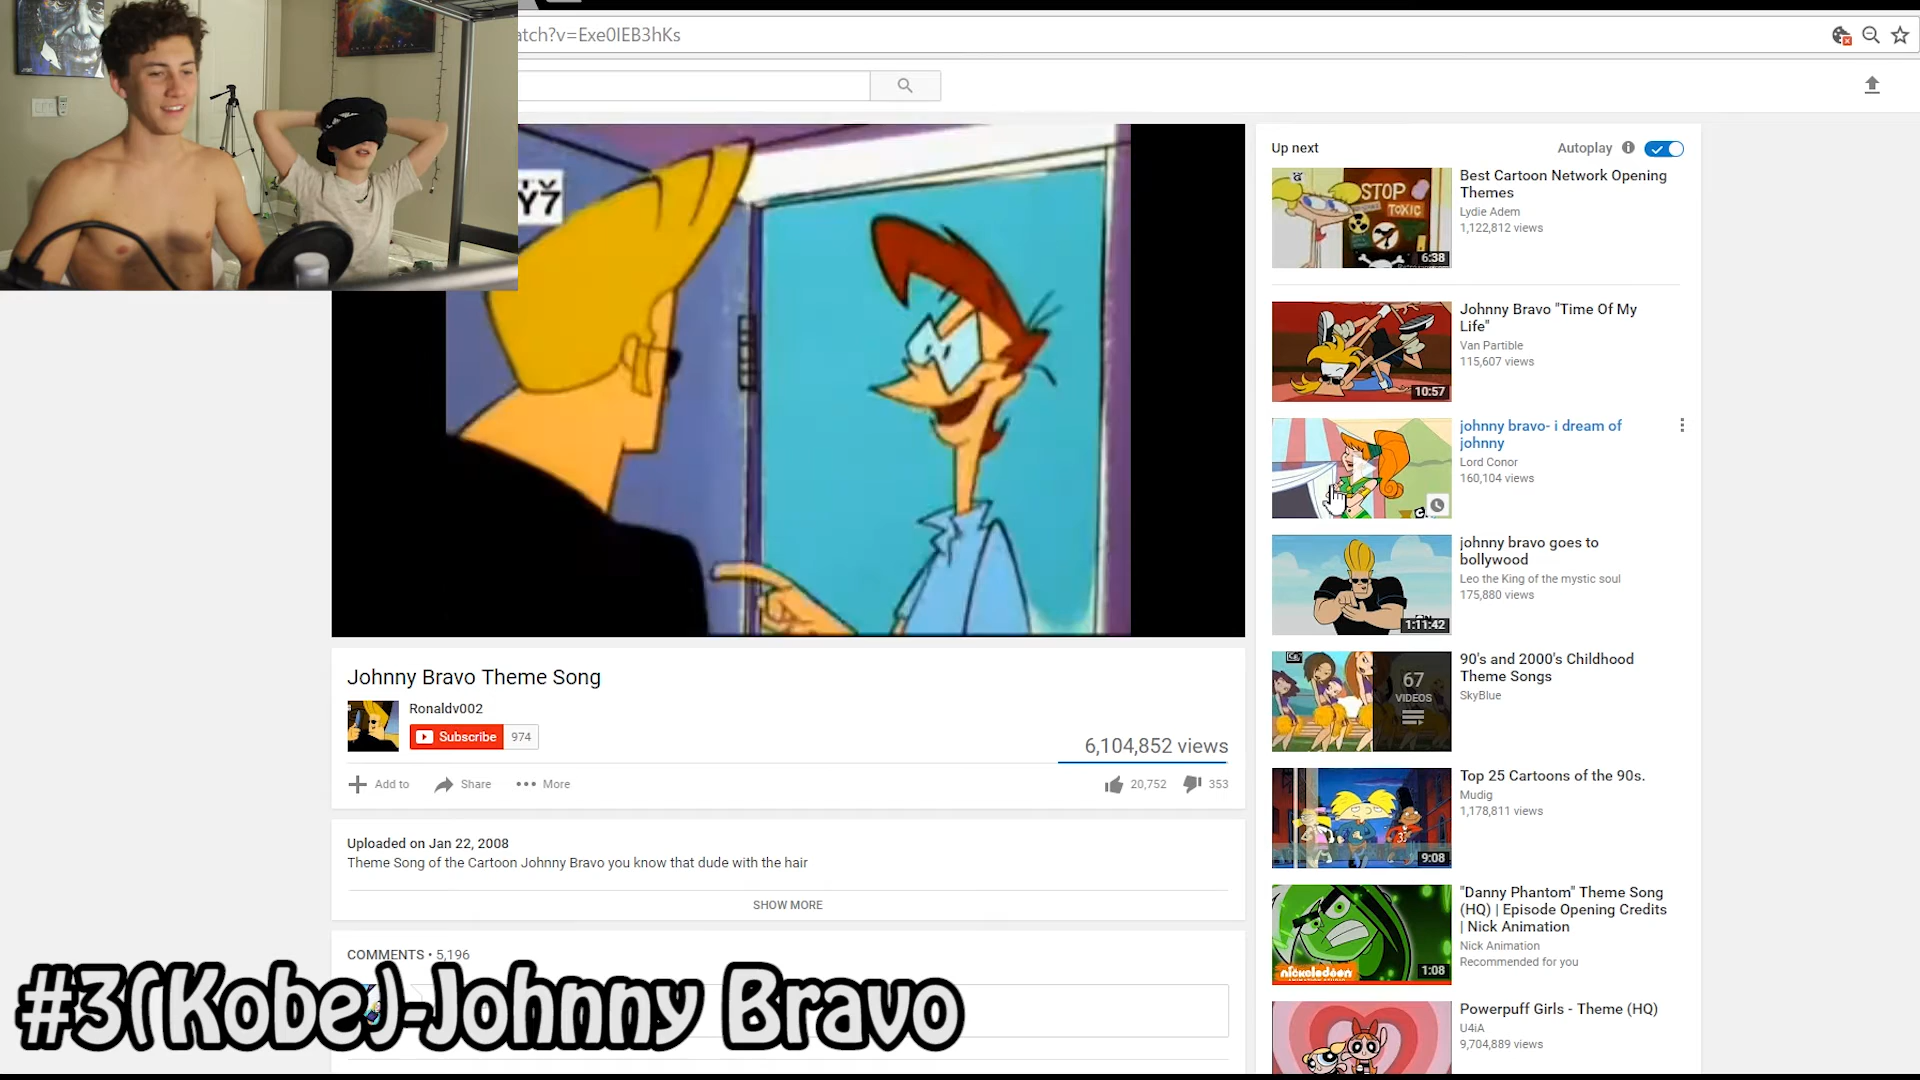 atch?v=Exe0IEB3hKs
Y7
Up next
Autoplay
STOP
TOXIC
6:38
Best Cartoon Network Opening
Themes
Lydie Adem
1,122,812 views
10:57
Johnny Bravo "Time Of My
Life"
Van Partible
115,607 views
johnny bravo- i dream of
johnny
Lord Conor
160,104 views
1:11:42
johnny bravo goes to
bollywood
Leo the King of the mystic soul
175,880 views
67
VIDEOS
90's and 2000's Childhood
Theme Songs
SkyBlue
9:08
Top 25 Cartoons of the 90s.
Mudig
1,178,811 views
nickelodeon
1:08
"Danny Phantom" Theme Song
(HQ) | Episode Opening Credits
| Nick Animation
Nick Animation
Recommended for you
Powerpuff Girls - Theme (HQ)
U4iA
9,704,889 views
Johnny Bravo Theme Song
Ronaldv002
Subscribe 974
6,104,852 views
Add to Share More
20,752 353
Uploaded on Jan 22, 2008
Theme Song of the Cartoon Johnny Bravo you know that dude with the hair
SHOW MORE
COMMENTS • 5,196
#3(Kobe)-Johnny Bravo